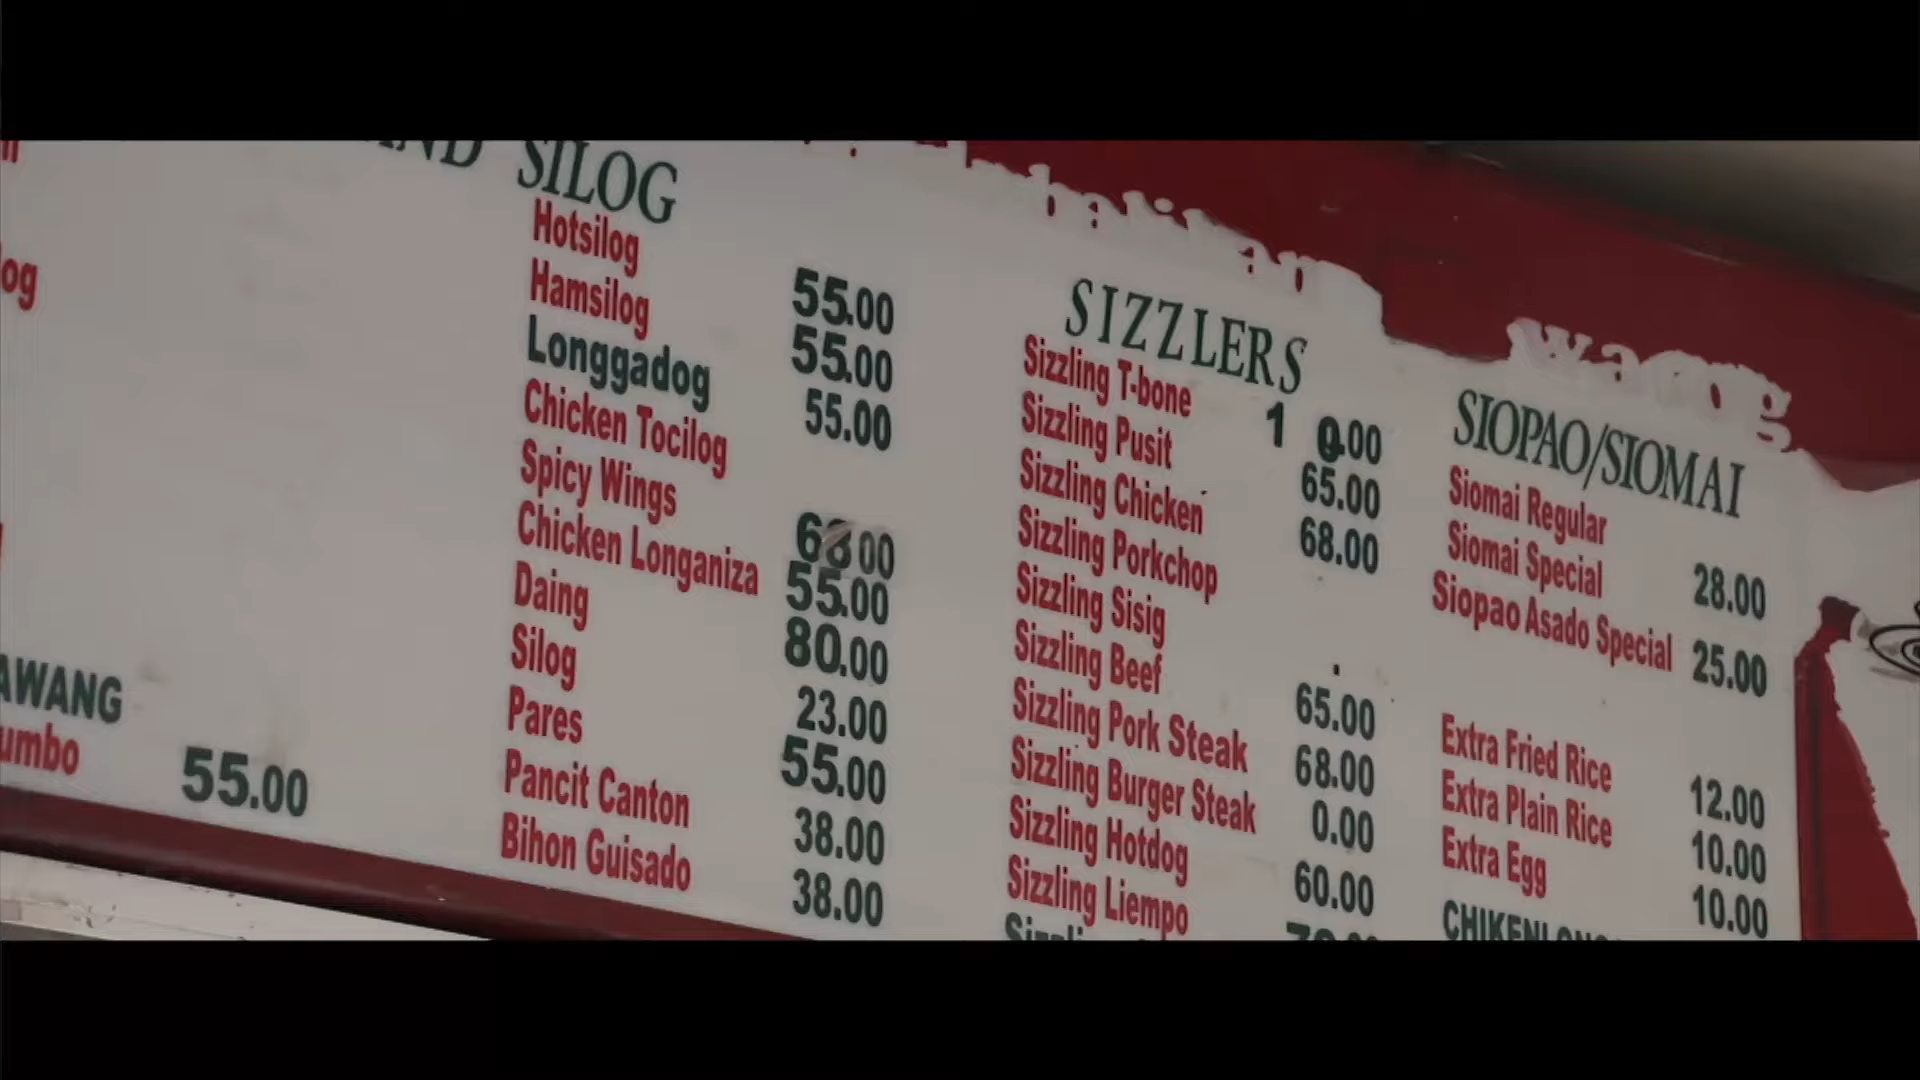 SILOG
Hotsilog 55.00
Hamsilog 55.00
Longgadog 55.00
Chicken Tocilog
Spicy Wings 68.00
Chicken Longaniza 55.00
Daing 80.00
Silog 23.00
Pares 55.00
Pancit Canton 38.00
Bihon Guisado 38.00
AWANG
umbo 55.00
SIZZLERS
Sizzling T-bone 1 0.00
Sizzling Pusit 65.00
Sizzling Chicken 68.00
Sizzling Porkchop
Sizzling Sisig
Sizzling Beef 65.00
Sizzling Pork Steak 68.00
Sizzling Burger Steak 0.00
Sizzling Hotdog 60.00
Sizzling Liempo
SIOPAO/SIOMAI
Siomai Regular
Siomai Special 28.00
Siopao Asado Special 25.00
Extra Fried Rice 12.00
Extra Plain Rice 10.00
Extra Egg 10.00